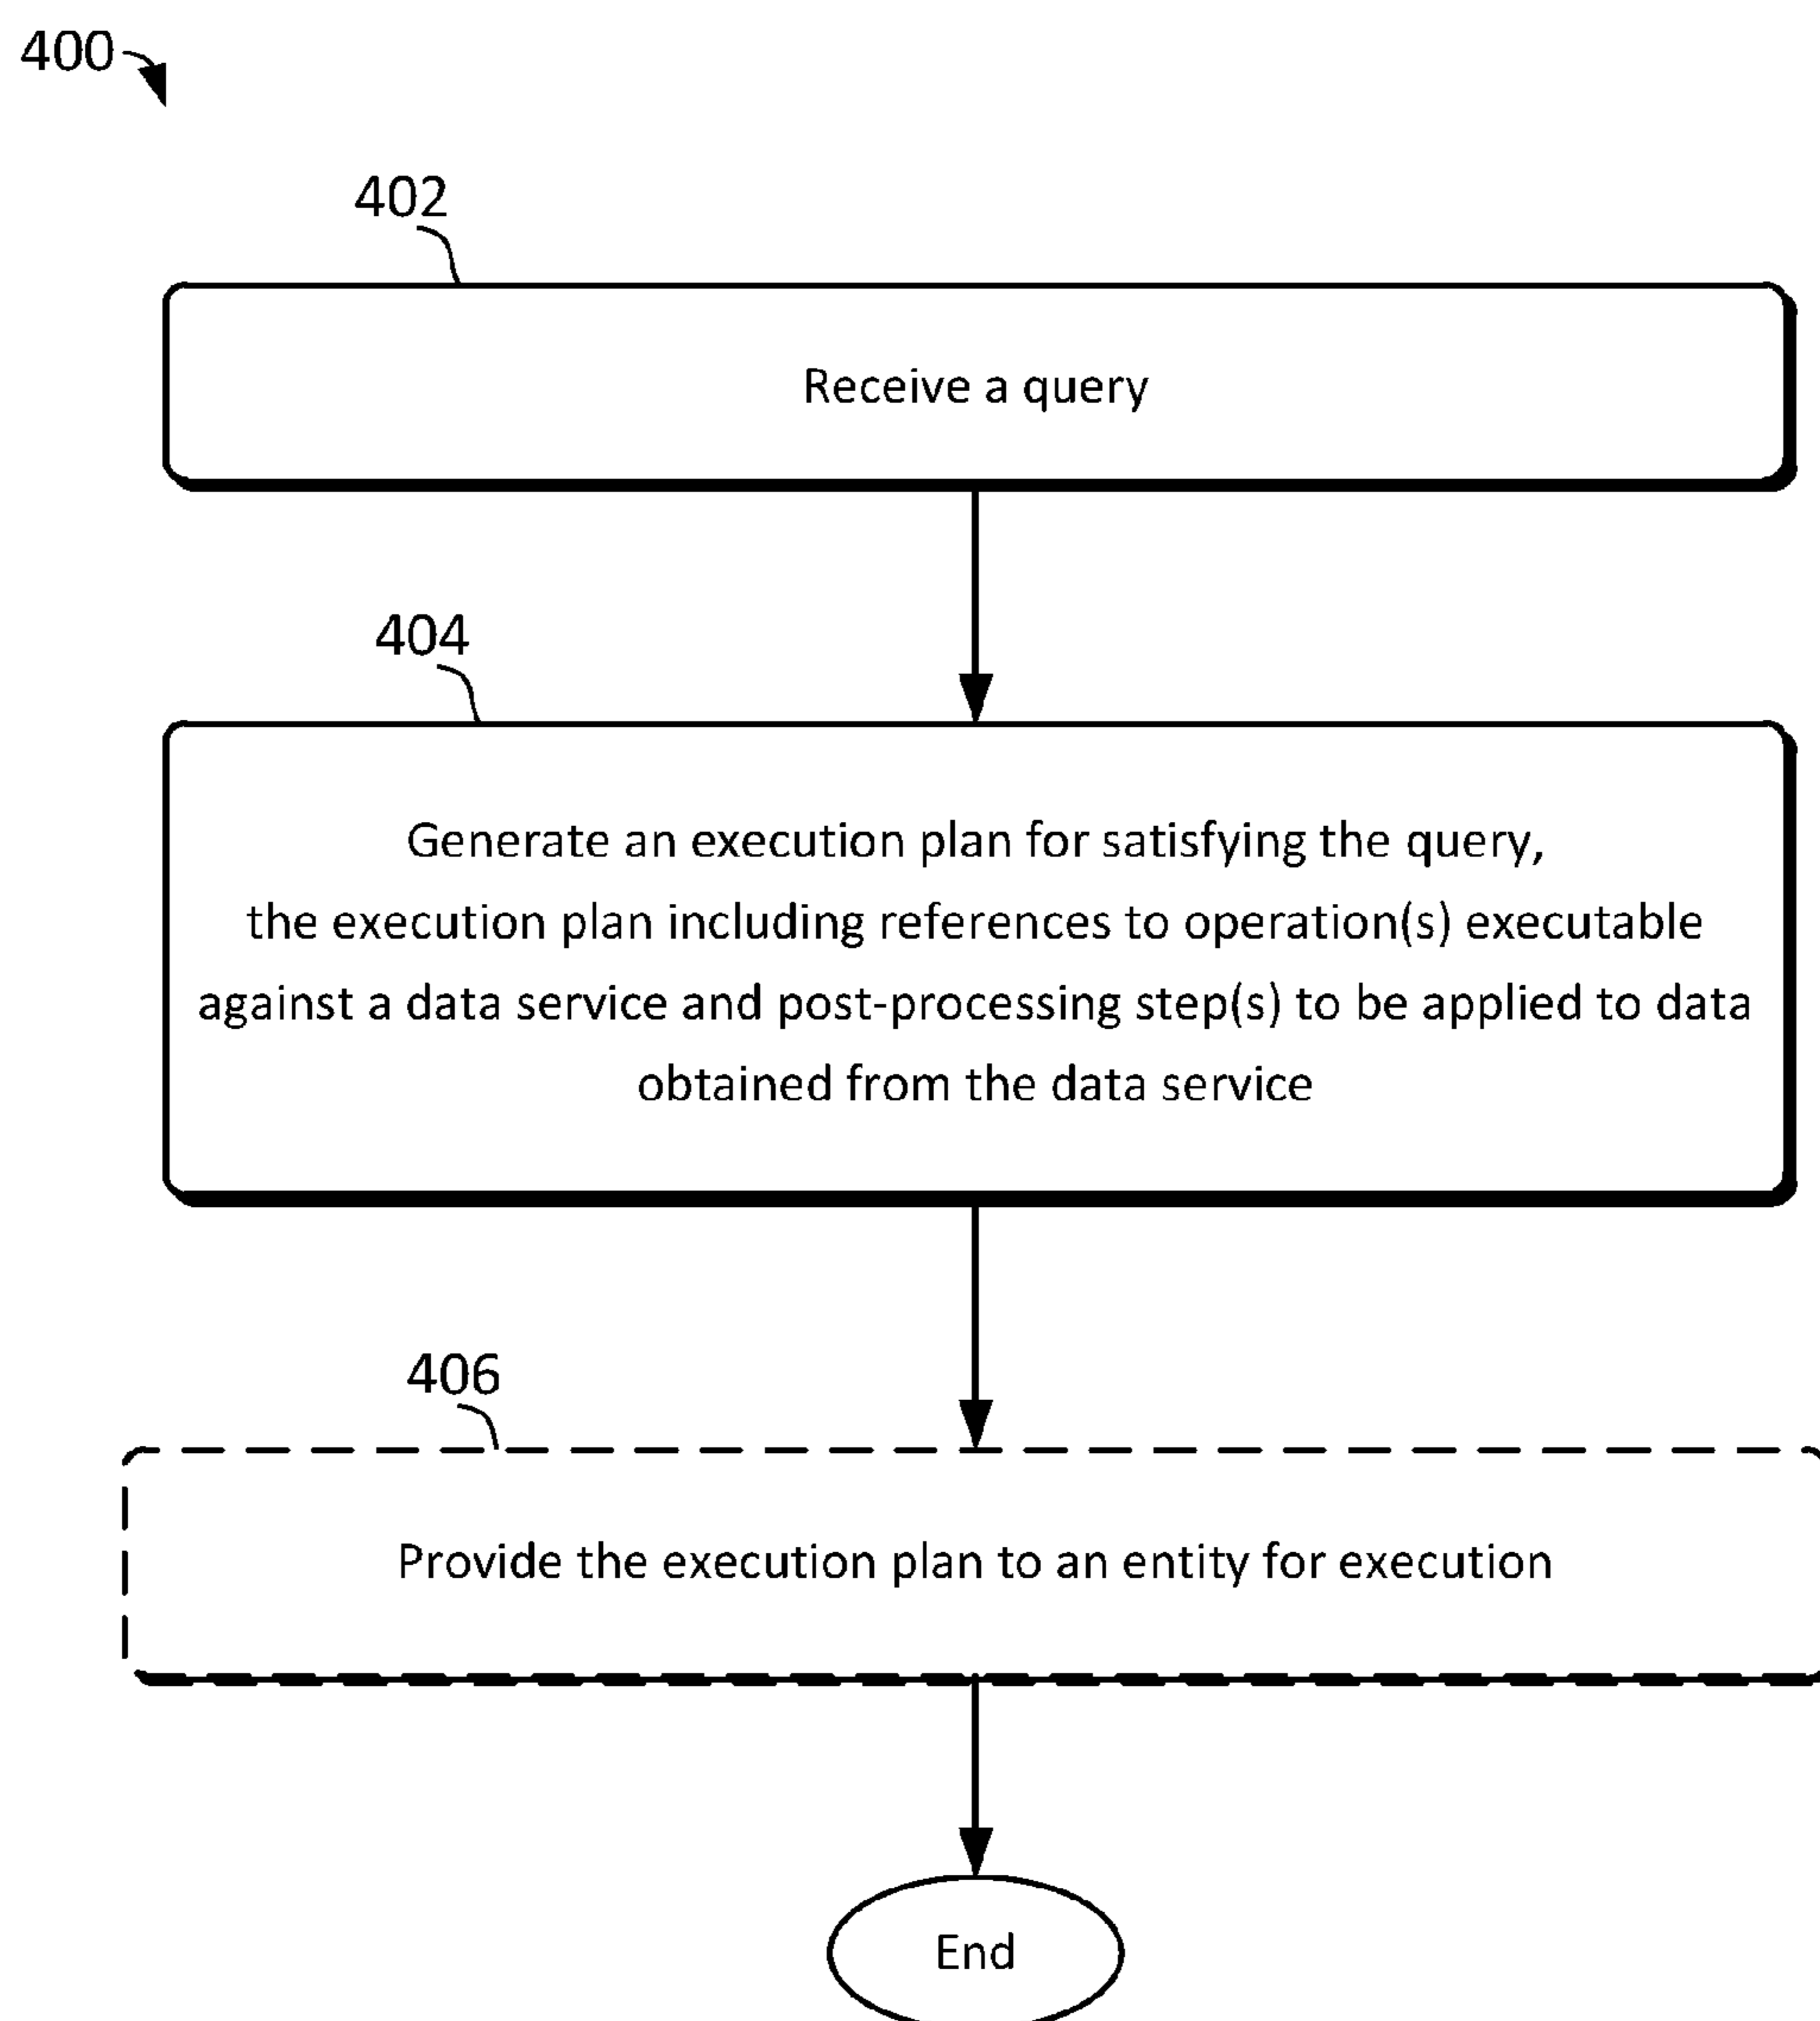 400
402
Receive a query
404
Generate an execution plan for satisfying the query,
the execution plan including references to operation(s) executable
against a data service and post-processing step(s) to be applied to data
obtained from the data service
406
Provide the execution plan to an entity for execution
End